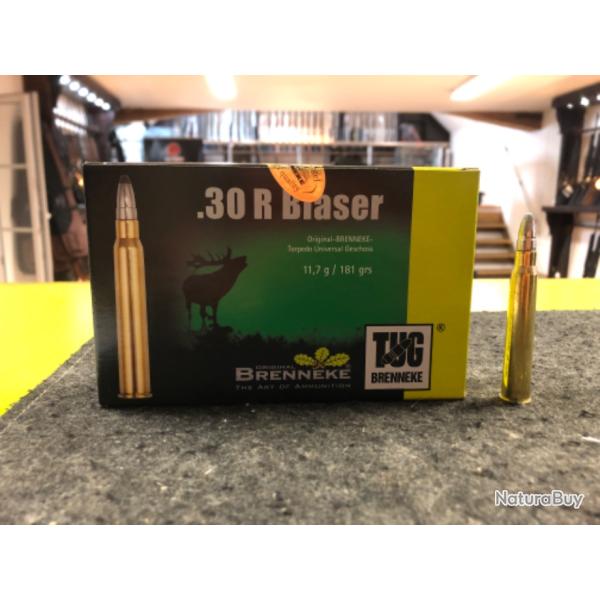 .30 R Blaser
Original-BRENNEKE-
Torpedo Universal Geschoss
11,7 g / 181 grs
TUG
BRENNEKE
®
ORIGINAL
BRENNEKE®
THE ART OF AMMUNITION
NaturaBuy